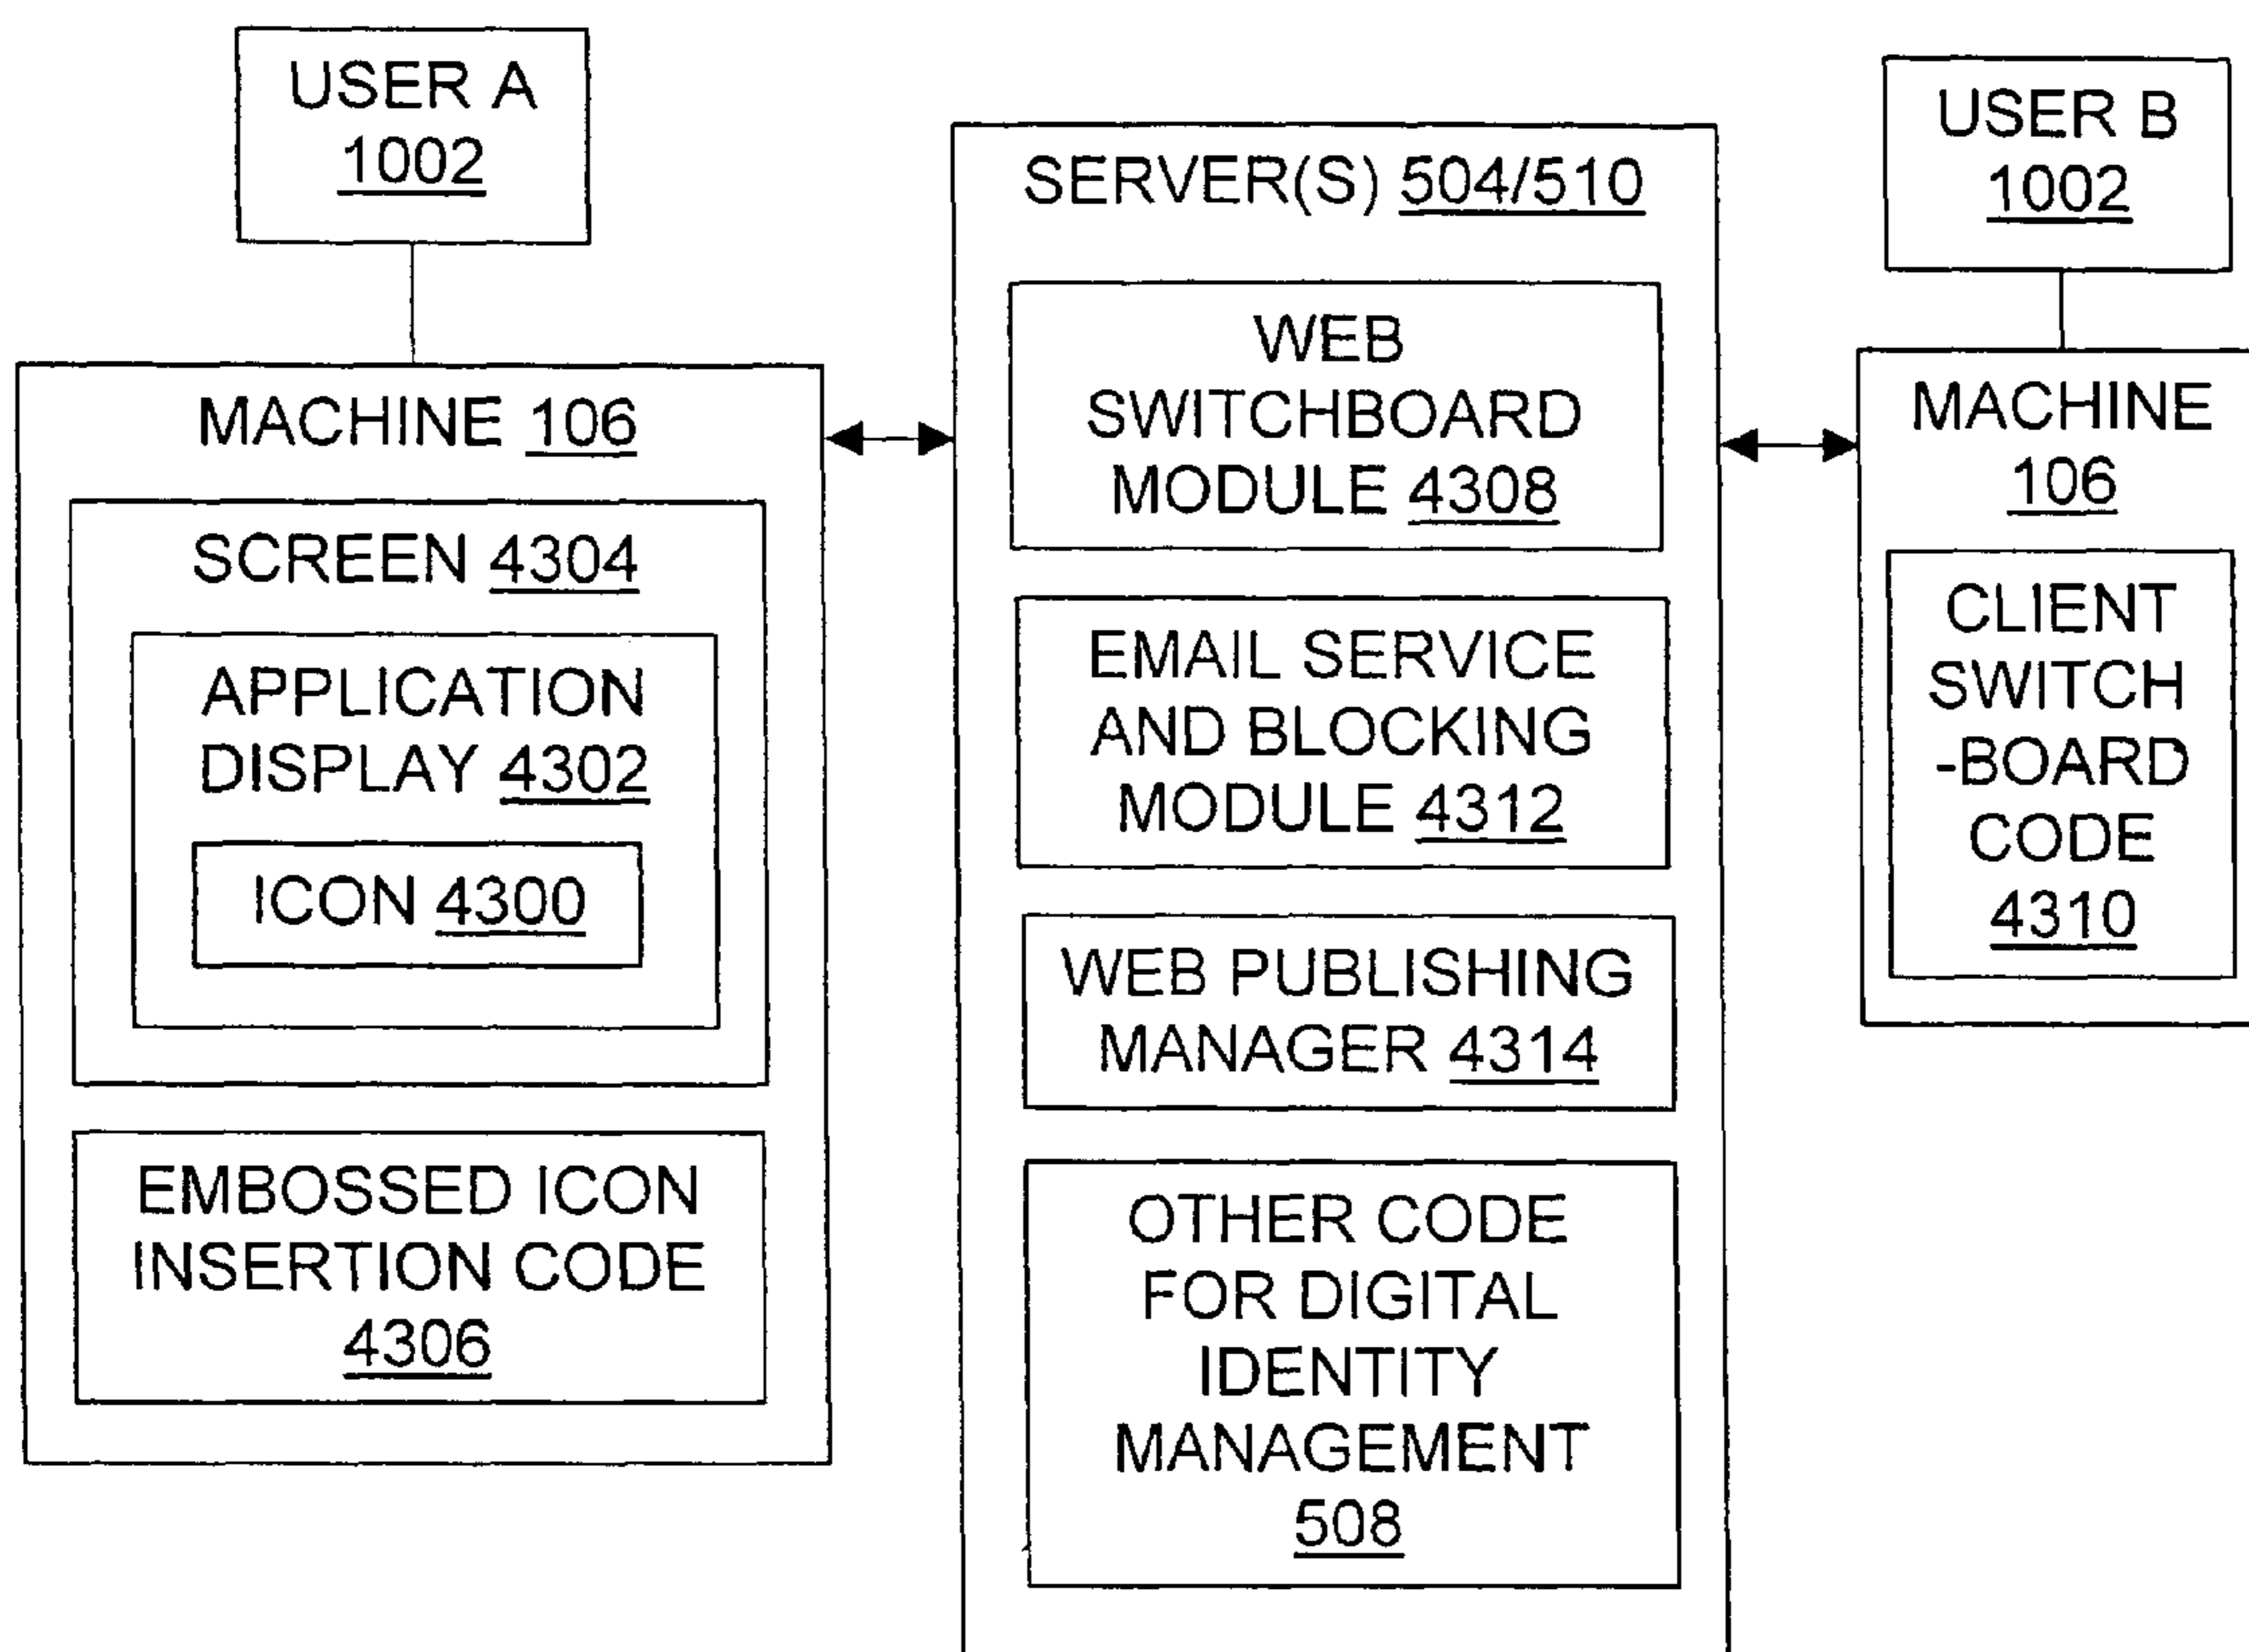 USER A
1002
MACHINE 106
SCREEN 4304
APPLICATION
DISPLAY 4302
ICON 4300
EMBOSSED ICON
INSERTION CODE
4306
SERVER(S) 504/510
WEB
SWITCHBOARD
MODULE 4308
EMAIL SERVICE
AND BLOCKING
MODULE 4312
WEB PUBLISHING
MANAGER 4314
OTHER CODE
FOR DIGITAL
IDENTITY
MANAGEMENT
508
USER B
1002
MACHINE
106
CLIENT
SWITCH
-BOARD
CODE
4310